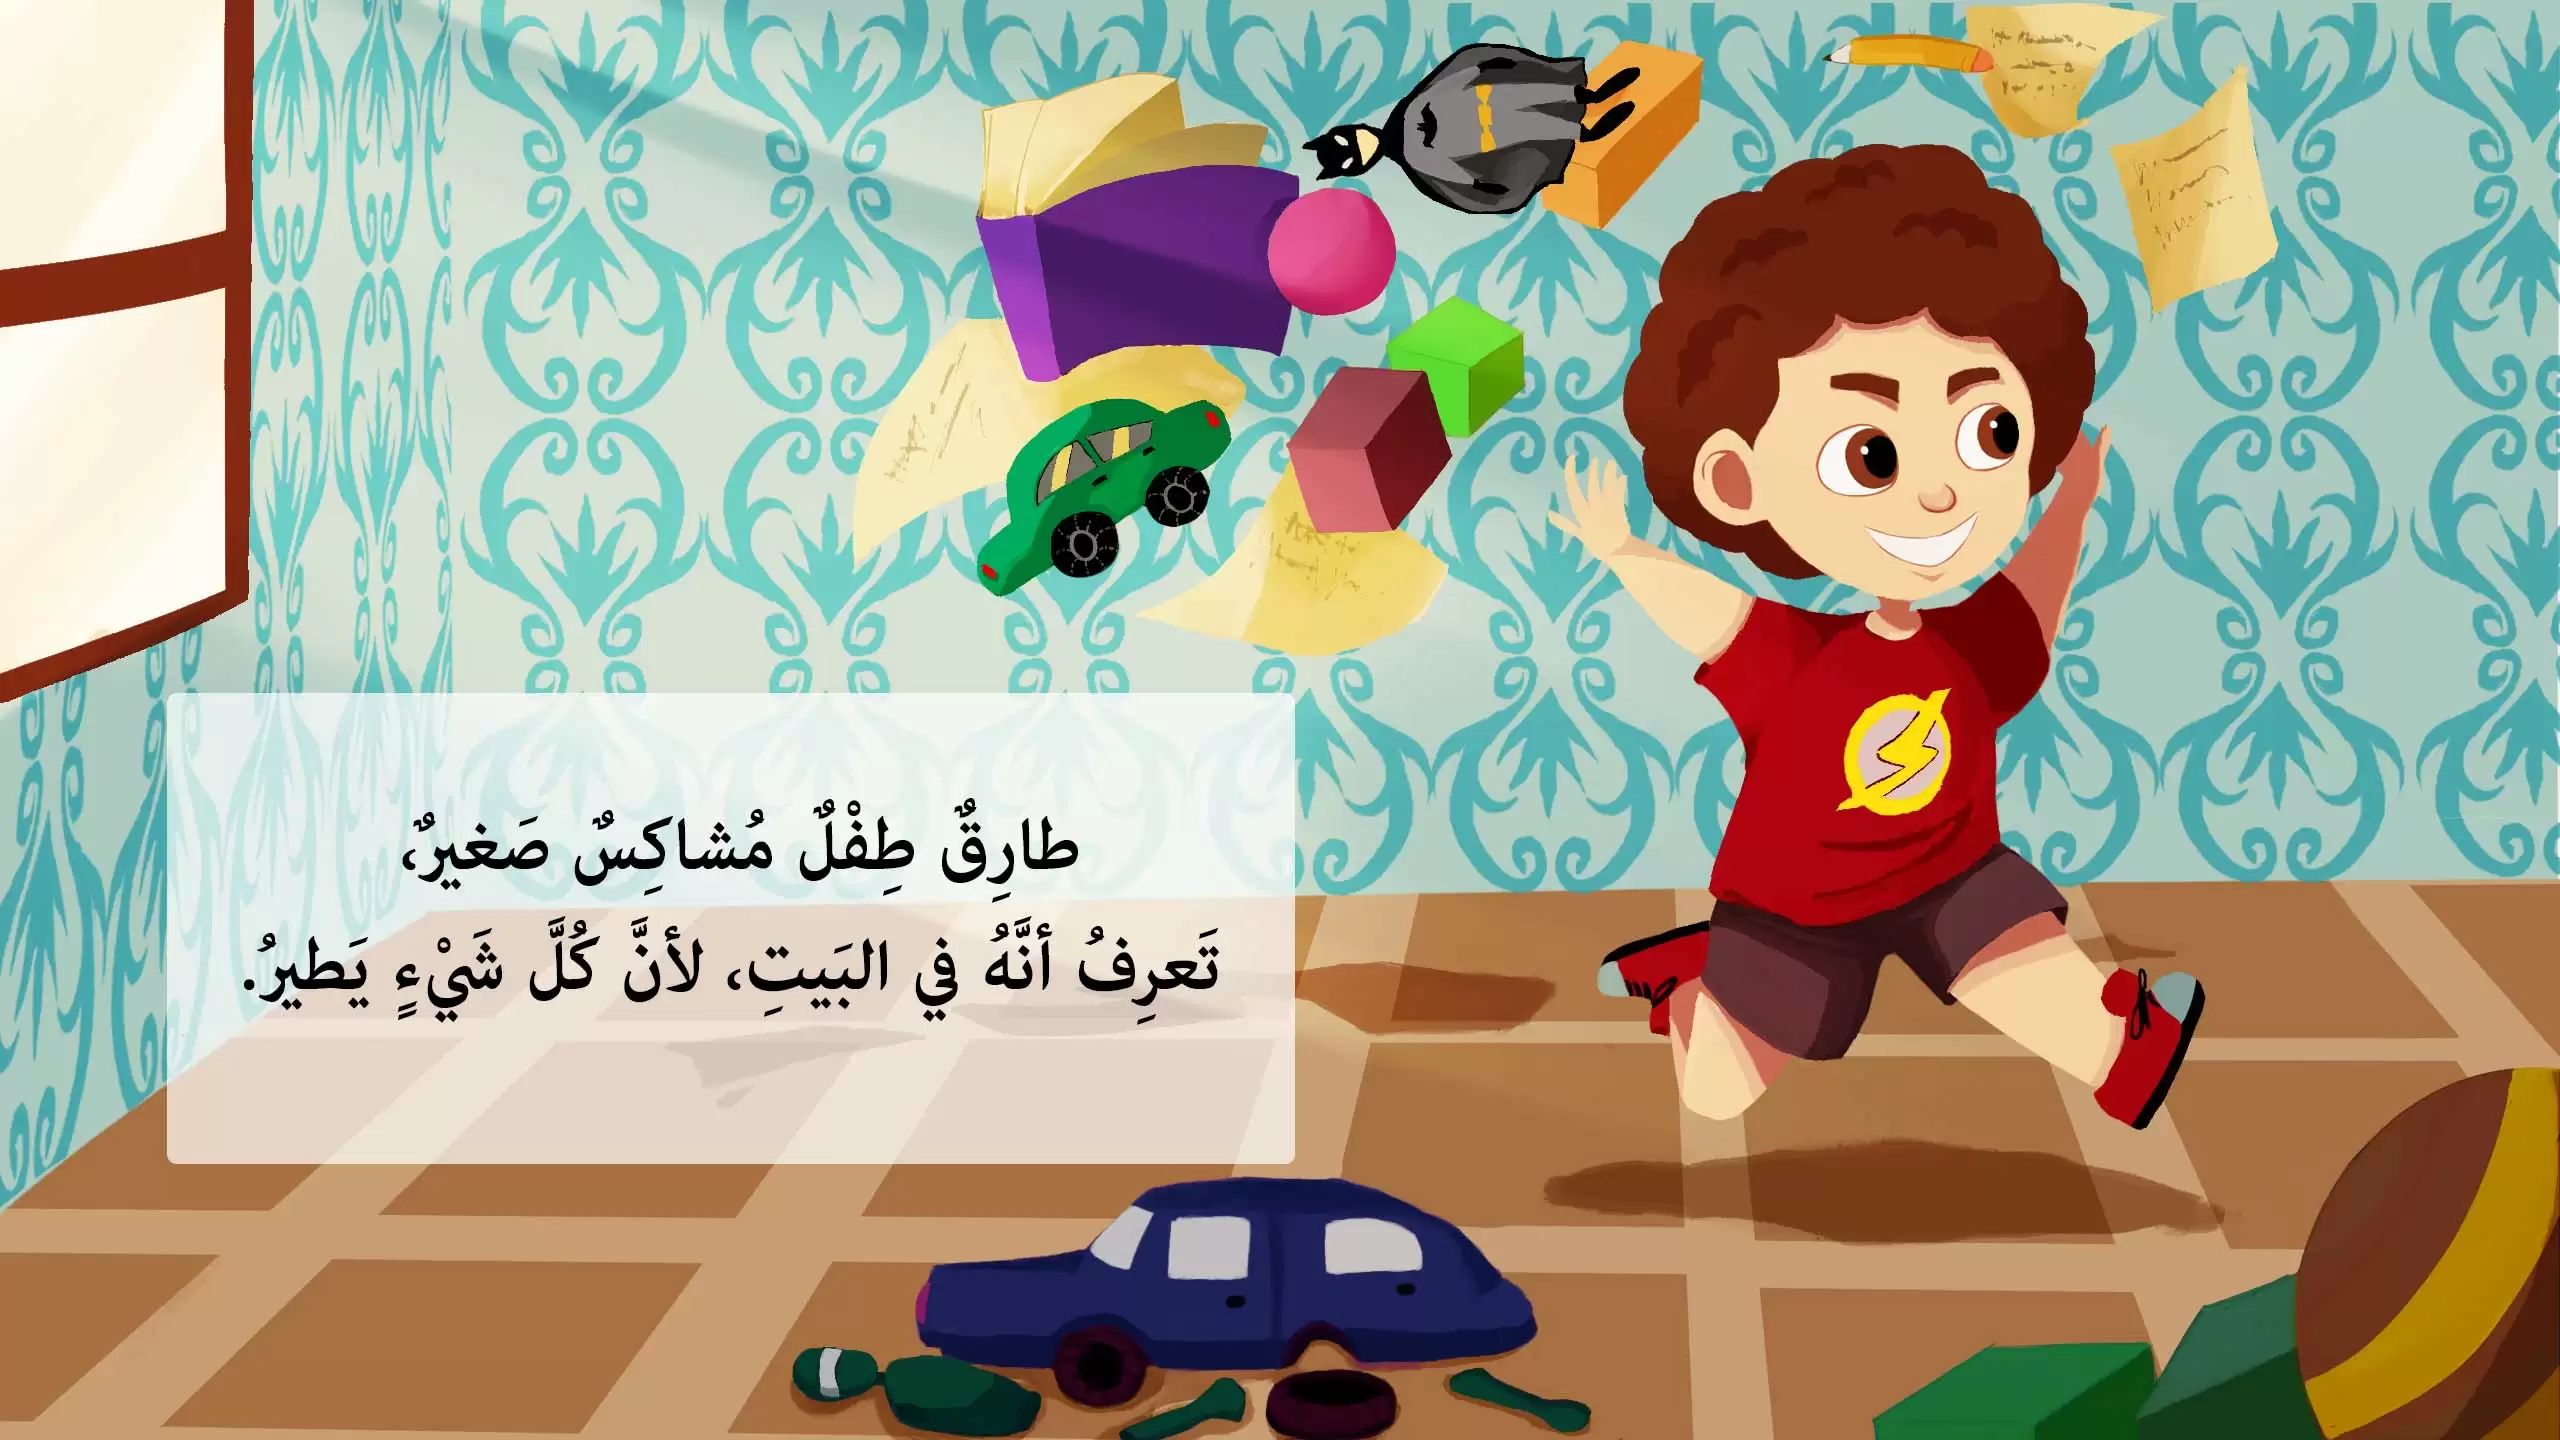 طارِقٌ طِفْلٌ مُشاكِسٌ صَغيرٌ،
تَعرِفُ أنَّهُ في البَيتِ، لأنَّ كُلَّ شَيْءٍ يَطيرُ.